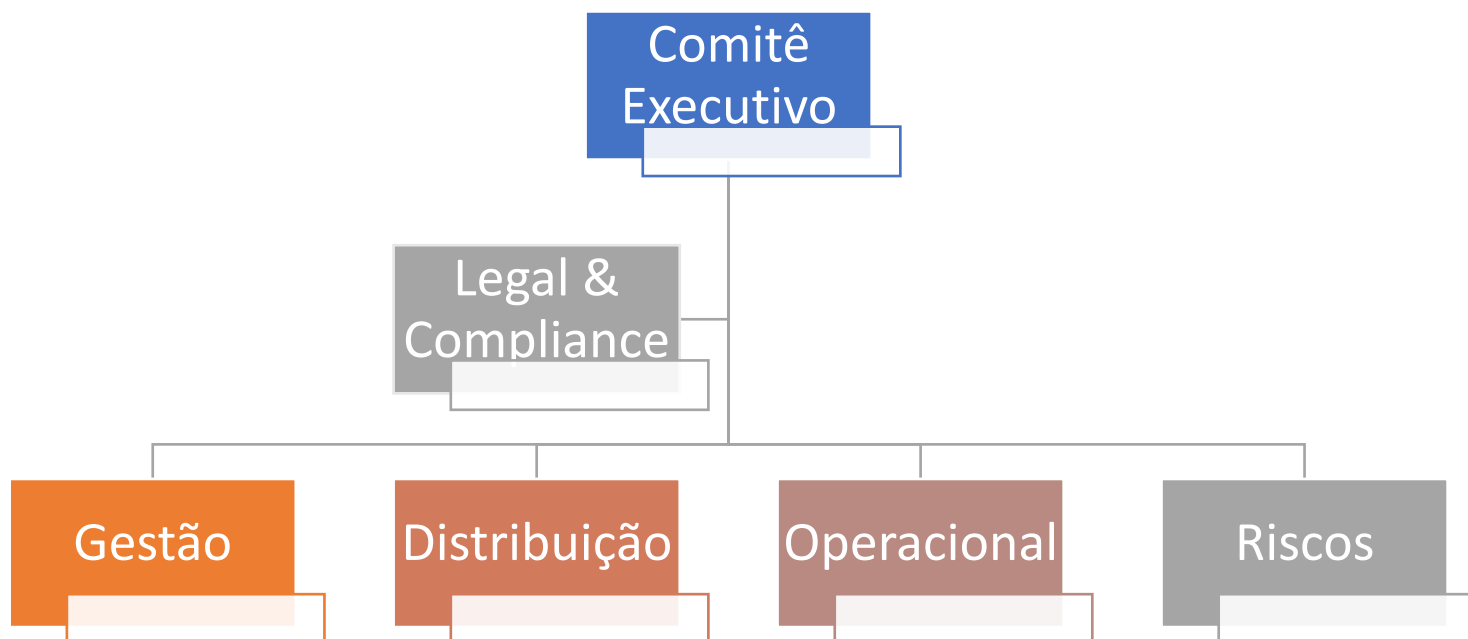 Comitê
Executivo
Legal &
Compliance
Gestão
Distribuição
Operacional
Riscos